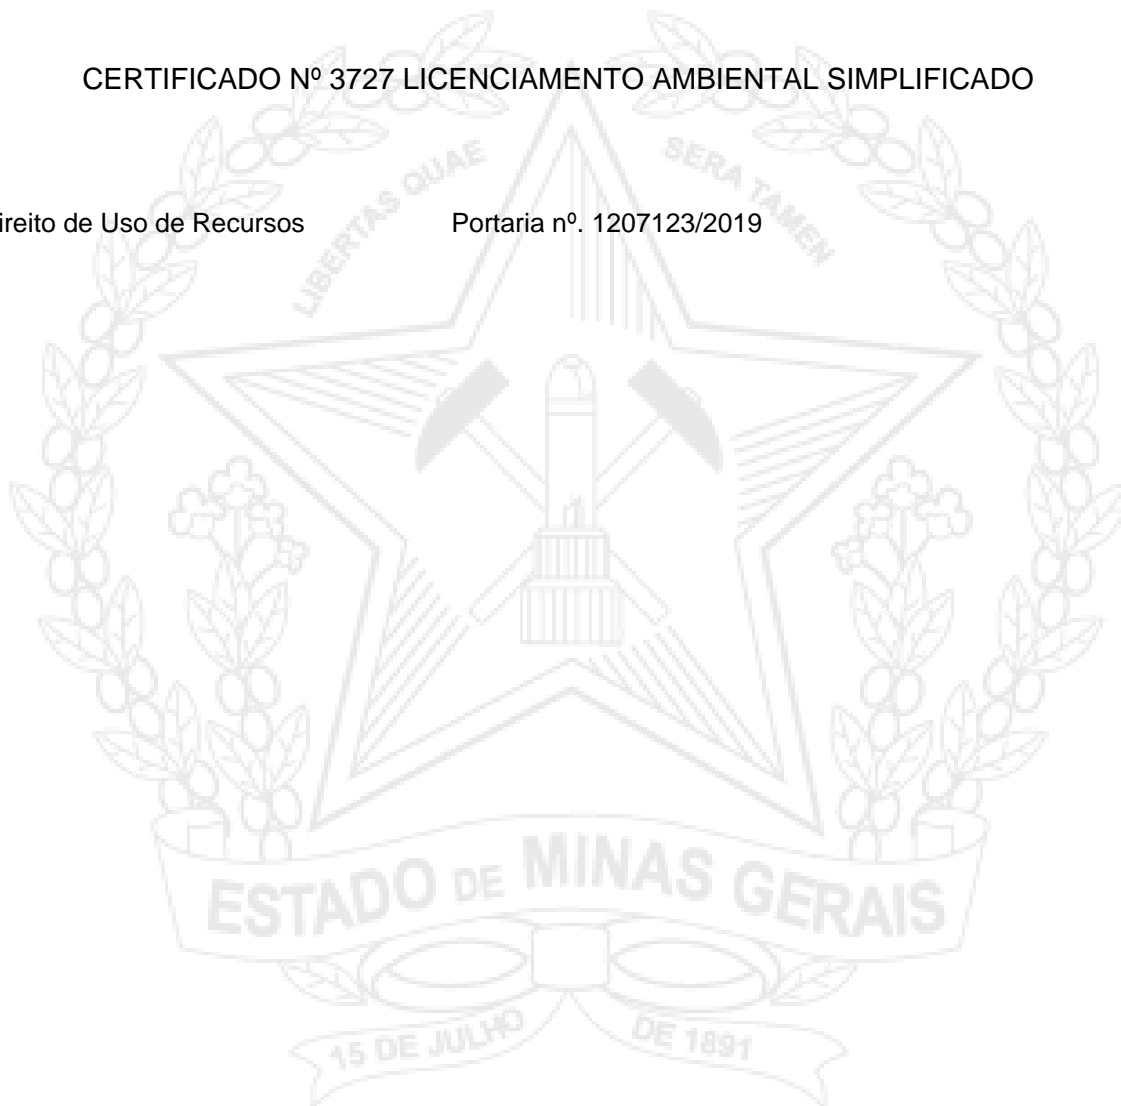 CERTIFICADO Nº 3727 LICENCIAMENTO AMBIENTAL SIMPLIFICADO
LIBERTAS QUAE SERA TAMEN
ireito de Uso de Recursos Portaria nº. 1207123/2019
ESTADO DE MINAS GERAIS
15 DE JULHO DE 1891